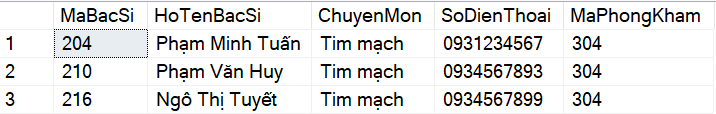 MaBacSi HoTenBacSi ChuyenMon SoDienThoai MaPhongKham
1 204 Phạm Minh Tuấn Tim mạch 0931234567 304
2 210 Phạm Văn Huy Tim mạch 0934567893 304
3 216 Ngô Thị Tuyết Tim mạch 0934567899 304